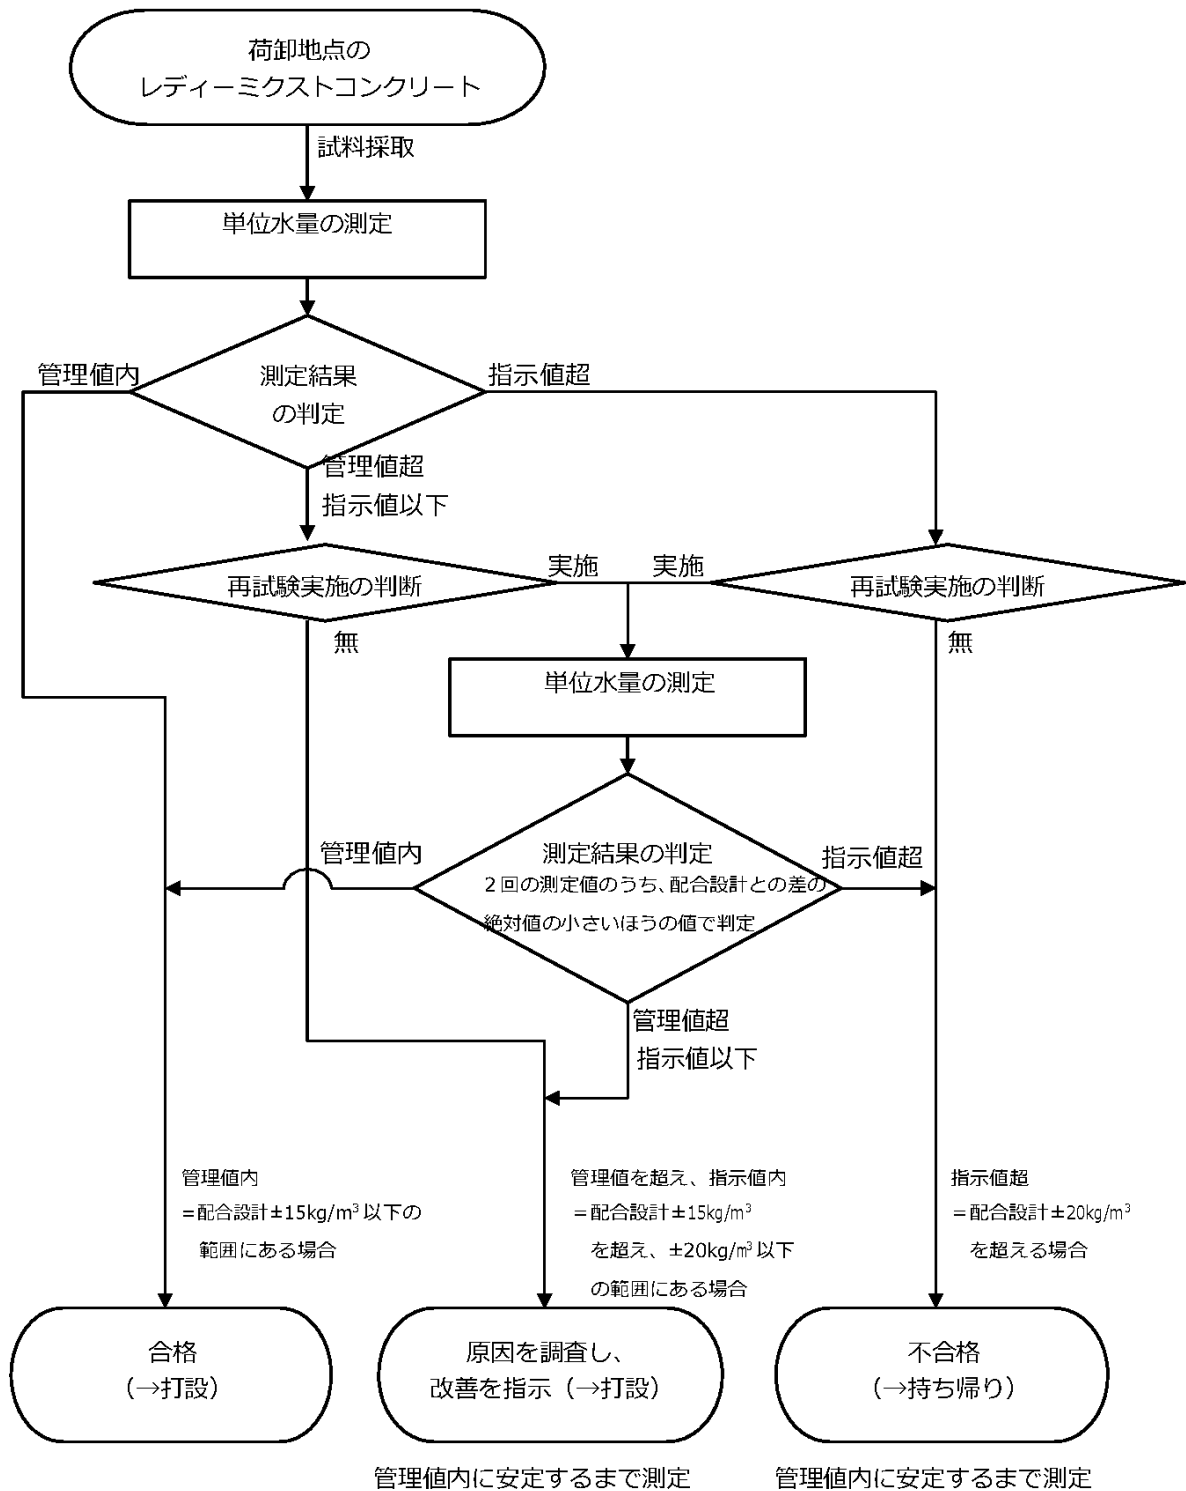 荷卸地点の
レディーミクストコンクリート
試料採取
単位水量の測定
管理値内
測定結果
の判定
指示値超
管理値超
指示値以下
再試験実施の判断
実施
実施
再試験実施の判断
無
無
単位水量の測定
管理値内
測定結果の判定
2回の測定値のうち、配合設計との差の
絶対値の小さいほうの値で判定
指示値超
管理値超
指示値以下
管理値内
=配合設計±15kg/m³以下の
範囲にある場合
管理値を超え、指示値内
=配合設計±15kg/m³
を超え、±20kg/m³以下
の範囲にある場合
指示値超
=配合設計±20kg/m³
を超える場合
合格
(→打設)
原因を調査し、
改善を指示(→打設)
不合格
(→持ち帰り)
管理値内に安定するまで測定
管理値内に安定するまで測定